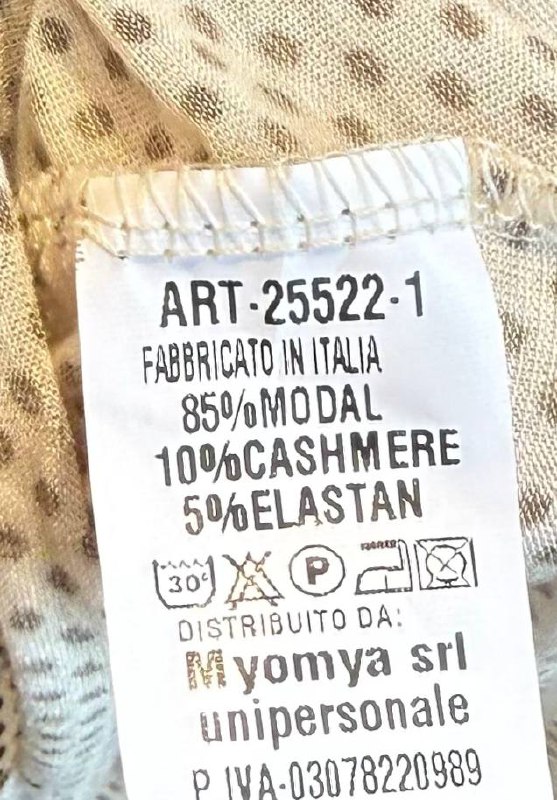 ART-25522-1
FABBRICATO IN ITALIA
85%MODAL
10%CASHMERE
5%ELASTAN
30°
P
DISTRIBUITO DA:
Myomya srl
unipersonale
P.IVA-03078220989